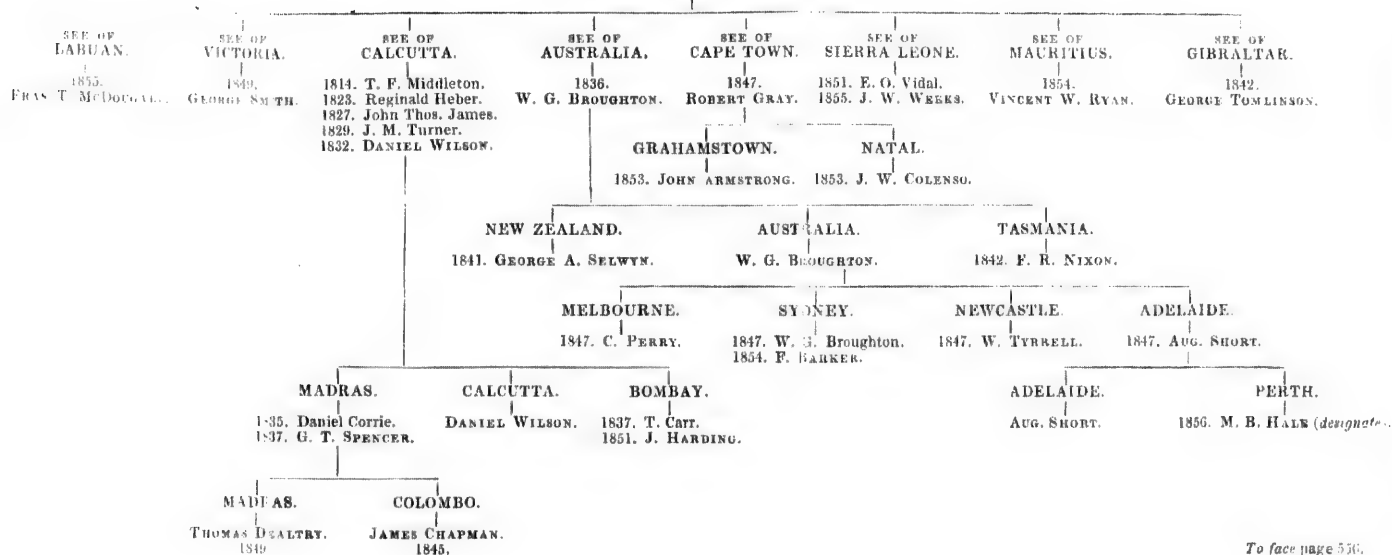 SEE OF LABUAN.
1855.
FRAS T. MCDOUGAL
SEE OF VICTORIA.
1849.
GEORGE SMITH.
SEE OF CALCUTTA.
1814. T. F. Middleton.
1823. Reginald Heber.
1827. John Thos. James.
1829. J. M. Turner.
1832. DANIEL WILSON.
SEE OF AUSTRALIA.
1836.
W. G. BROUGHTON.
SEE OF CAPE TOWN.
1847.
ROBERT GRAY.
SEE OF SIERRA LEONE.
1851. E. O. Vidal.
1855. J. W. WEEKS.
SEE OF MAURITIUS.
1854.
VINCENT W. RYAN.
SEE OF GIBRALTAR.
1842.
GEORGE TOMLINSON.
GRAHAMSTOWN.
1853. JOHN ARMSTRONG.
NATAL.
1853. J. W. COLENSO.
NEW ZEALAND.
1841. GEORGE A. SELWYN.
AUSTRALIA.
W. G. BROUGHTON.
TASMANIA.
1842. F. R. NIXON.
MELBOURNE.
1847. C. PERRY.
SYDNEY.
1847. W. G. Broughton.
1854. F. BARKER.
NEWCASTLE.
1847. W. TYRRELL.
ADELAIDE.
1847. AUG. SHORT.
MADRAS.
1835. Daniel Corrie.
1837. G. T. SPENCER.
CALCUTTA.
DANIEL WILSON.
BOMBAY.
1837. T. Carr.
1851. J. HARDING.
ADELAIDE.
AUG. SHORT.
PERTH.
1856. M. B. HALE (designate.
MADRAS.
THOMAS DEALTRY.
1849
COLOMBO.
JAMES CHAPMAN.
1845.
To face page